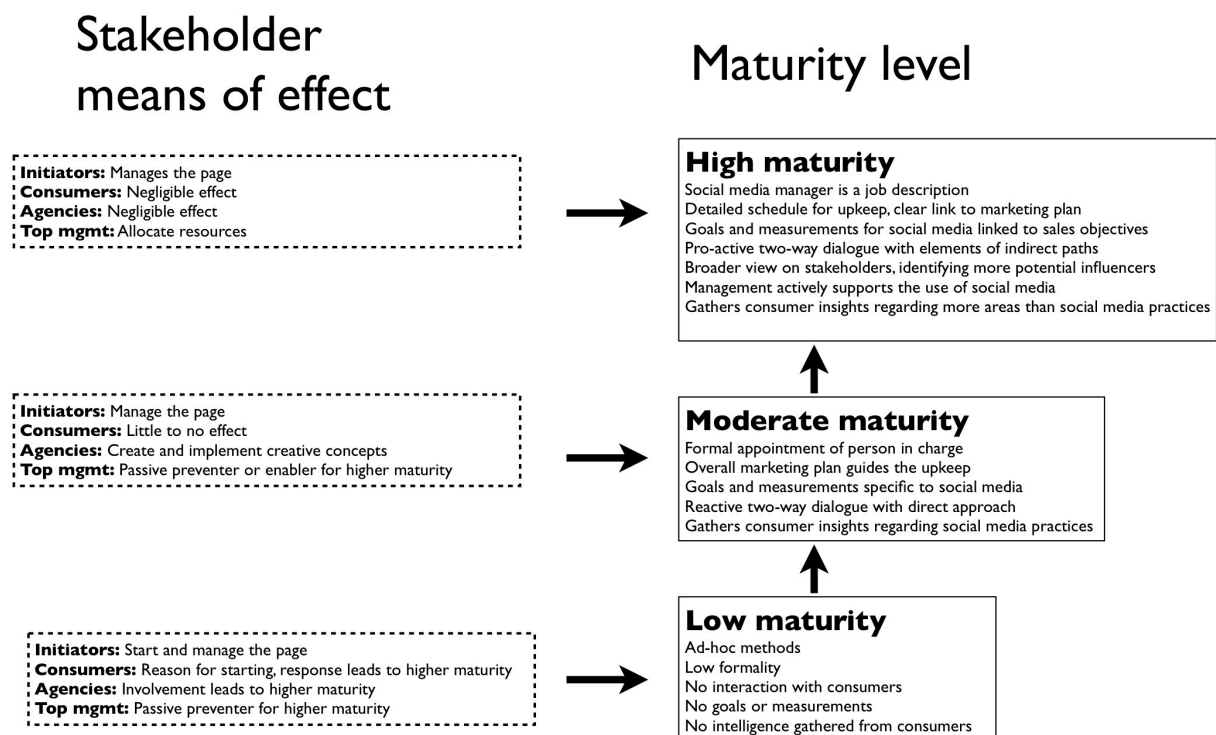 Stakeholder
means of effect
Maturity level
Initiators: Manages the page
Consumers: Negligible effect
Agencies: Negligible effect
Top mgmt: Allocate resources
High maturity
Social media manager is a job description
Detailed schedule for upkeep, clear link to marketing plan
Goals and measurements for social media linked to sales objectives
Pro-active two-way dialogue with elements of indirect paths
Broader view on stakeholders, identifying more potential influencers
Management actively supports the use of social media
Gathers consumer insights regarding more areas than social media practices
Initiators: Manage the page
Consumers: Little to no effect
Agencies: Create and implement creative concepts
Top mgmt: Passive preventer or enabler for higher maturity
Moderate maturity
Formal appointment of person in charge
Overall marketing plan guides the upkeep
Goals and measurements specific to social media
Reactive two-way dialogue with direct approach
Gathers consumer insights regarding social media practices
Initiators: Start and manage the page
Consumers: Reason for starting, response leads to higher maturity
Agencies: Involvement leads to higher maturity
Top mgmt: Passive preventer for higher maturity
Low maturity
Ad-hoc methods
Low formality
No interaction with consumers
No goals or measurements
No intelligence gathered from consumers